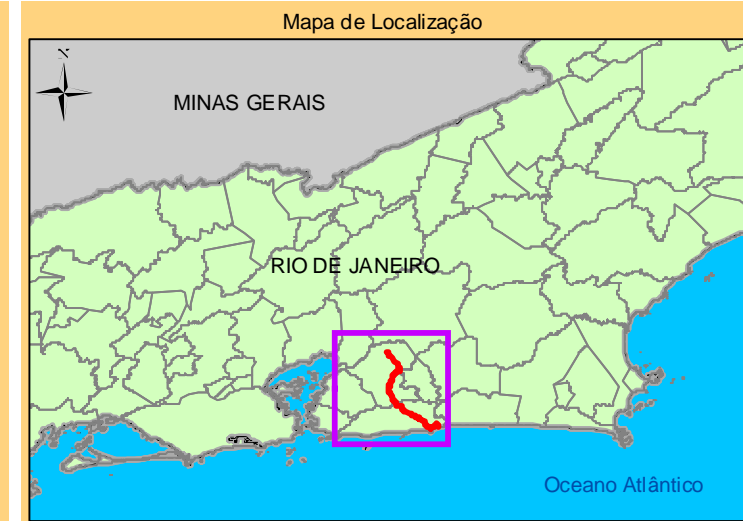 Mapa de Localização
N
MINAS GERAIS
RIO DE JANEIRO
Oceano Atlântico